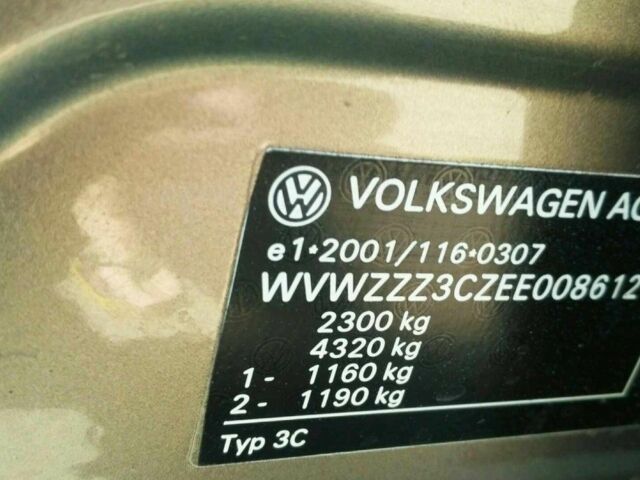 VOLKSWAGEN AG
e1*2001/116*0307
WVWZZZ3CZEE008612
2300 kg
4320 kg
1 - 1160 kg
2 - 1190 kg
Typ 3C